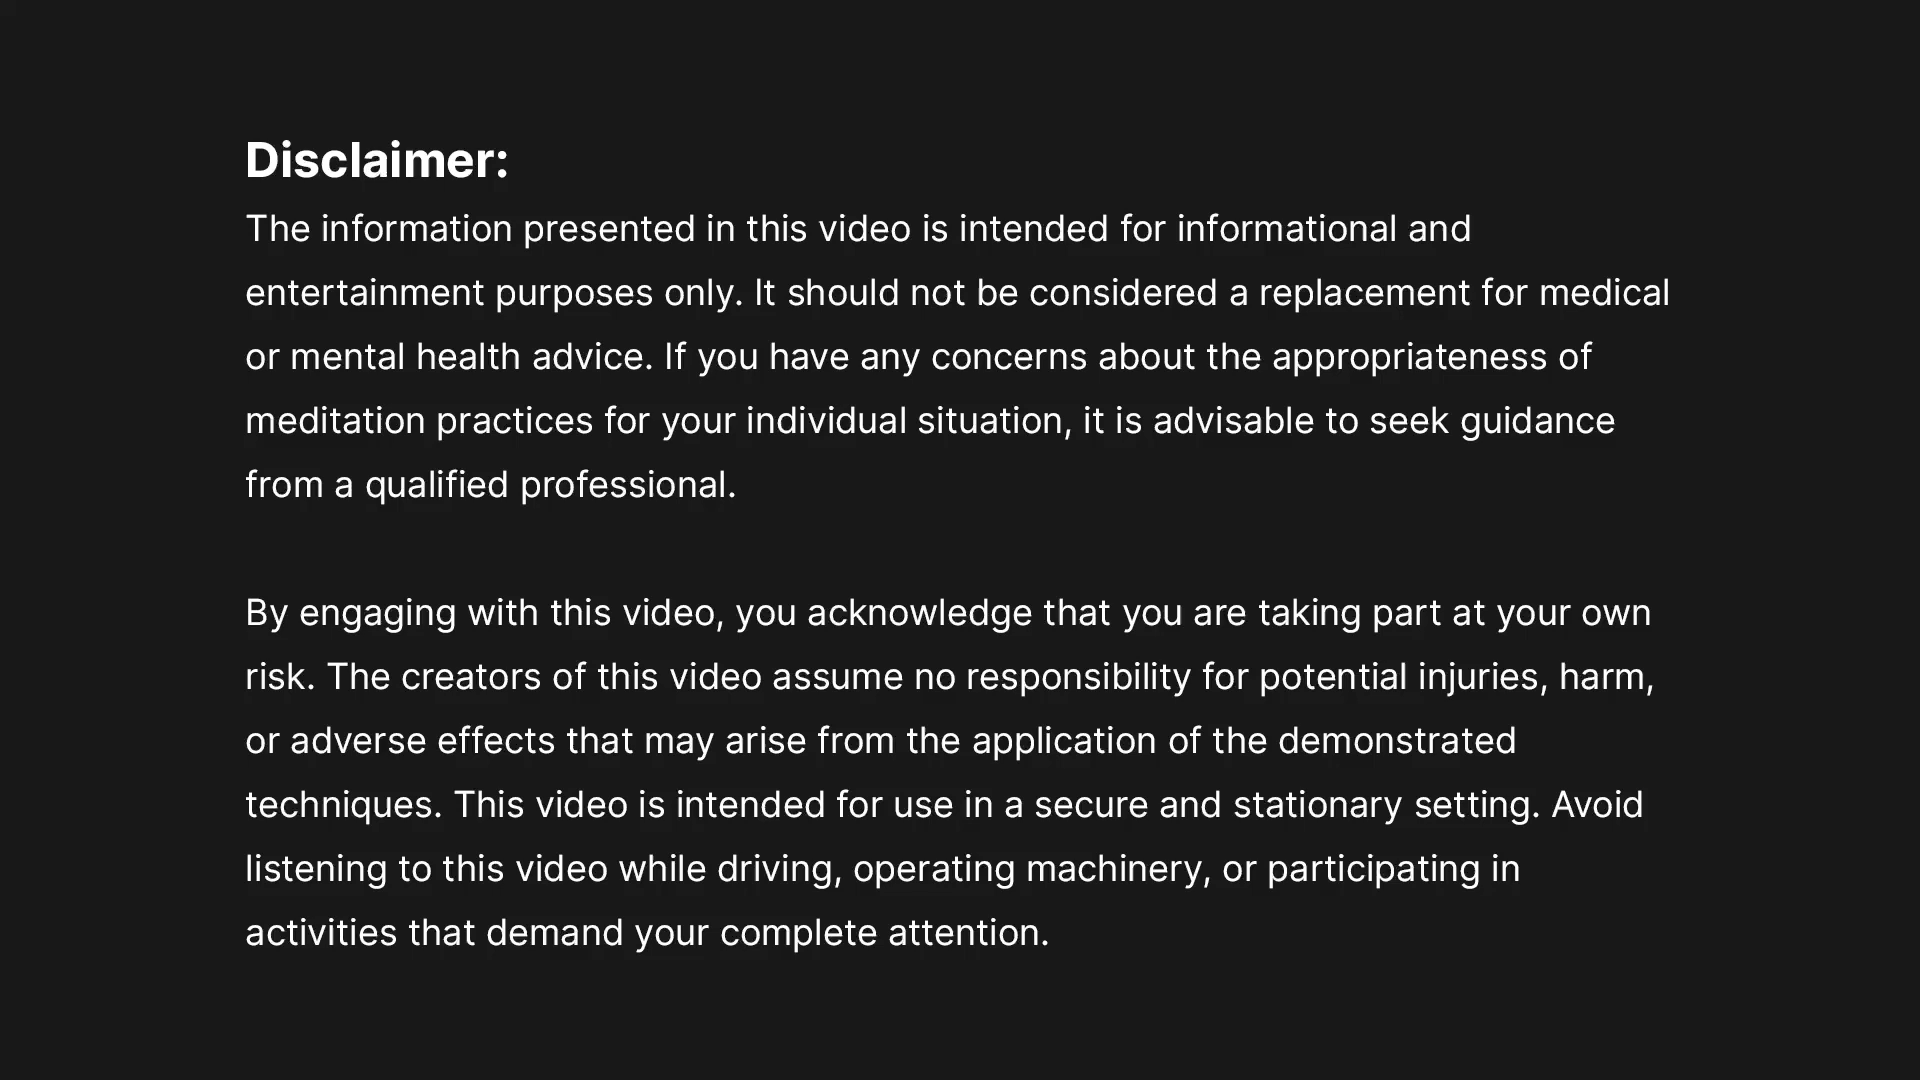 Disclaimer:
The information presented in this video is intended for informational and
entertainment purposes only. It should not be considered a replacement for medical
or mental health advice. If you have any concerns about the appropriateness of
meditation practices for your individual situation, it is advisable to seek guidance
from a qualified professional.
By engaging with this video, you acknowledge that you are taking part at your own
risk. The creators of this video assume no responsibility for potential injuries, harm,
or adverse effects that may arise from the application of the demonstrated
techniques. This video is intended for use in a secure and stationary setting. Avoid
listening to this video while driving, operating machinery, or participating in
activities that demand your complete attention.